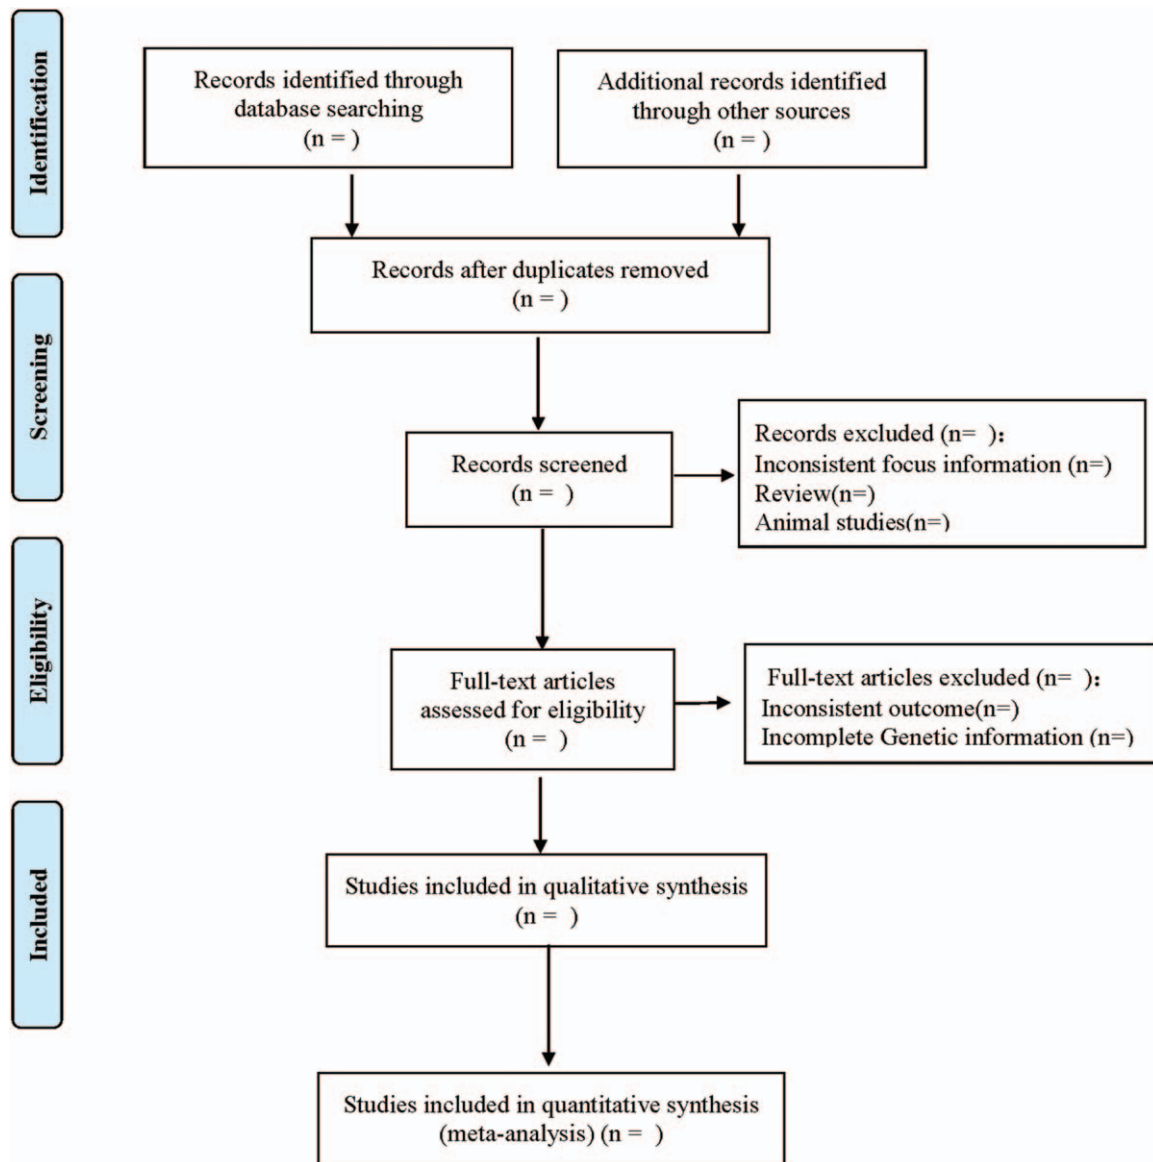 Identification
Records identified through
database searching
(n = )
Additional records identified
through other sources
(n = )
Records after duplicates removed
(n = )
Screening
Records screened
(n =  )
Records excluded (n=  )：
Inconsistent focus information (n=)
Review(n=)
Animal studies(n=)
Eligibility
Full-text articles
assessed for eligibility
(n =  )
Full-text articles excluded (n=  )：
Inconsistent outcome(n=)
Incomplete Genetic information (n=)
Included
Studies included in qualitative synthesis
(n =  )
Studies included in quantitative synthesis
(meta-analysis) (n =  )